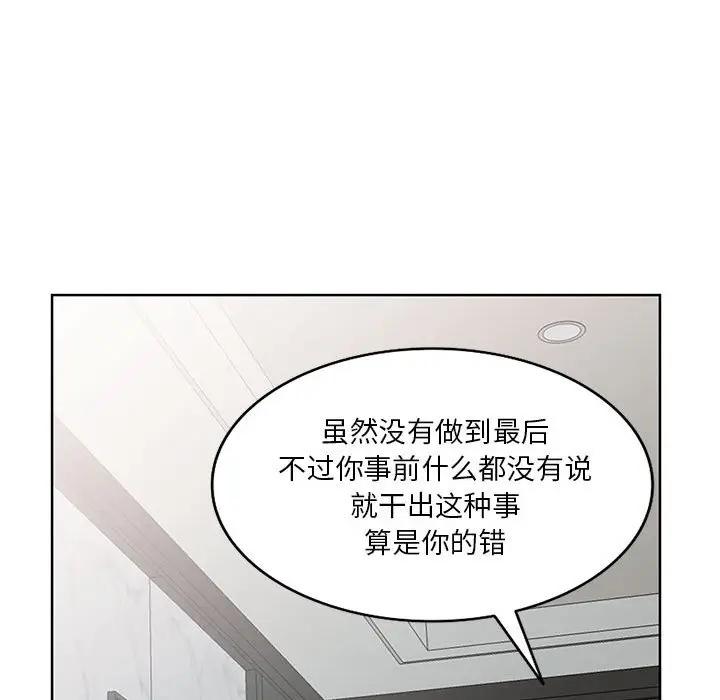 虽然没有做到最后
不过你事前什么都没有说
就干出这种事
算是你的错